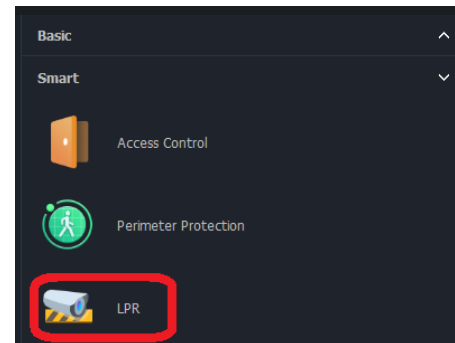 Basic
Smart
Access Control
Perimeter Protection
LPR